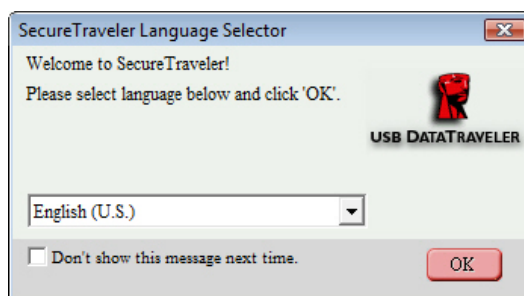 SecureTraveler Language Selector
Welcome to SecureTraveler!
Please select language below and click 'OK'.
USB DATATRAVELER
English (U.S.)
Don't show this message next time.
OK